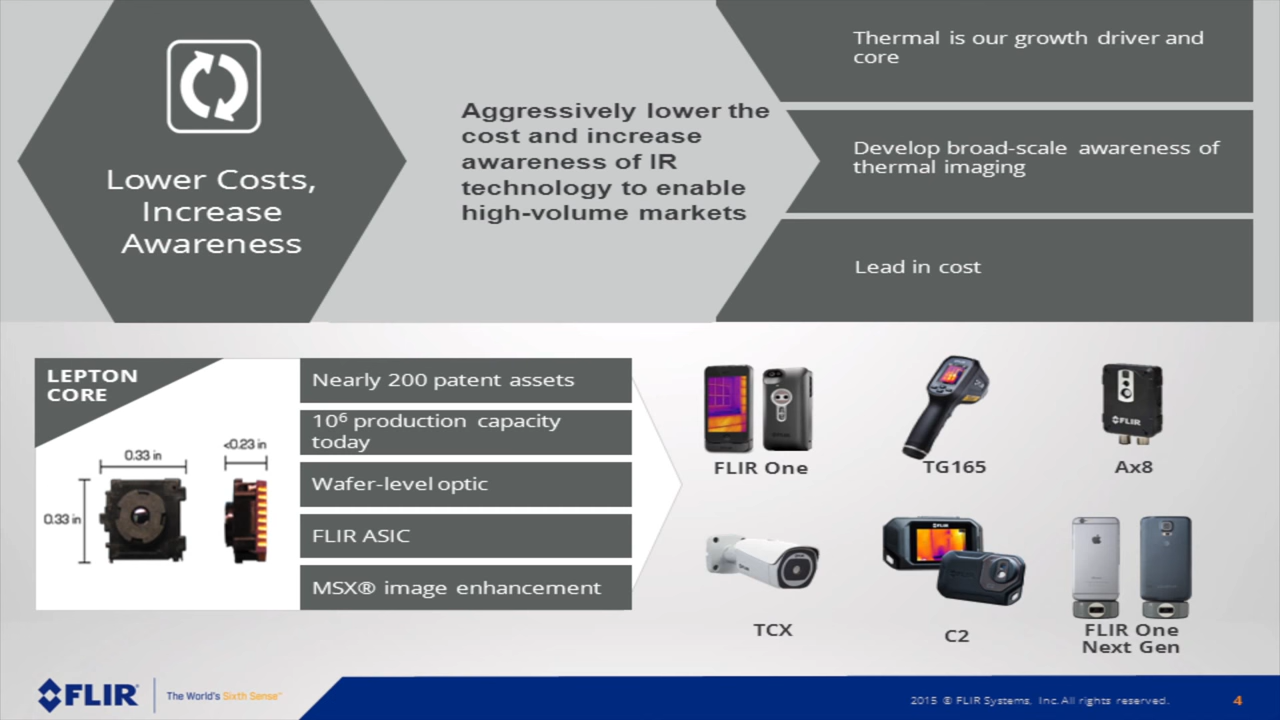 Lower Costs,
Increase
Awareness
Aggressively lower the
cost and increase
awareness of IR
technology to enable
high-volume markets
Thermal is our growth driver and
core
Develop broad-scale awareness of
thermal imaging
Lead in cost
LEPTON
CORE
0.33 in
<0.23 in
0.33 in
Nearly 200 patent assets
10⁶ production capacity
today
Wafer-level optic
FLIR ASIC
MSX® image enhancement
FLIR One
TG165
FLIR
Ax8
TCX
FLIR
FLIR
C2
FLIR One
Next Gen
FLIR
The World's Sixth Sense™
2015 © FLIR Systems, Inc. All rights reserved.
4